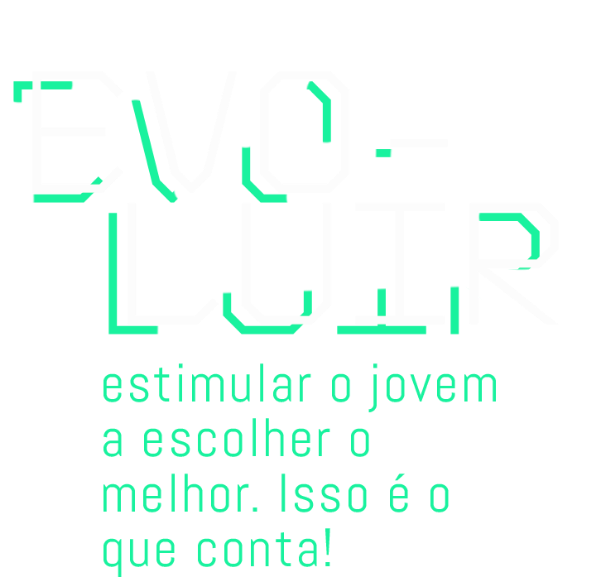 EVO-
LUIR
estimular o jovem
a escolher o
melhor. Isso é o
que conta!